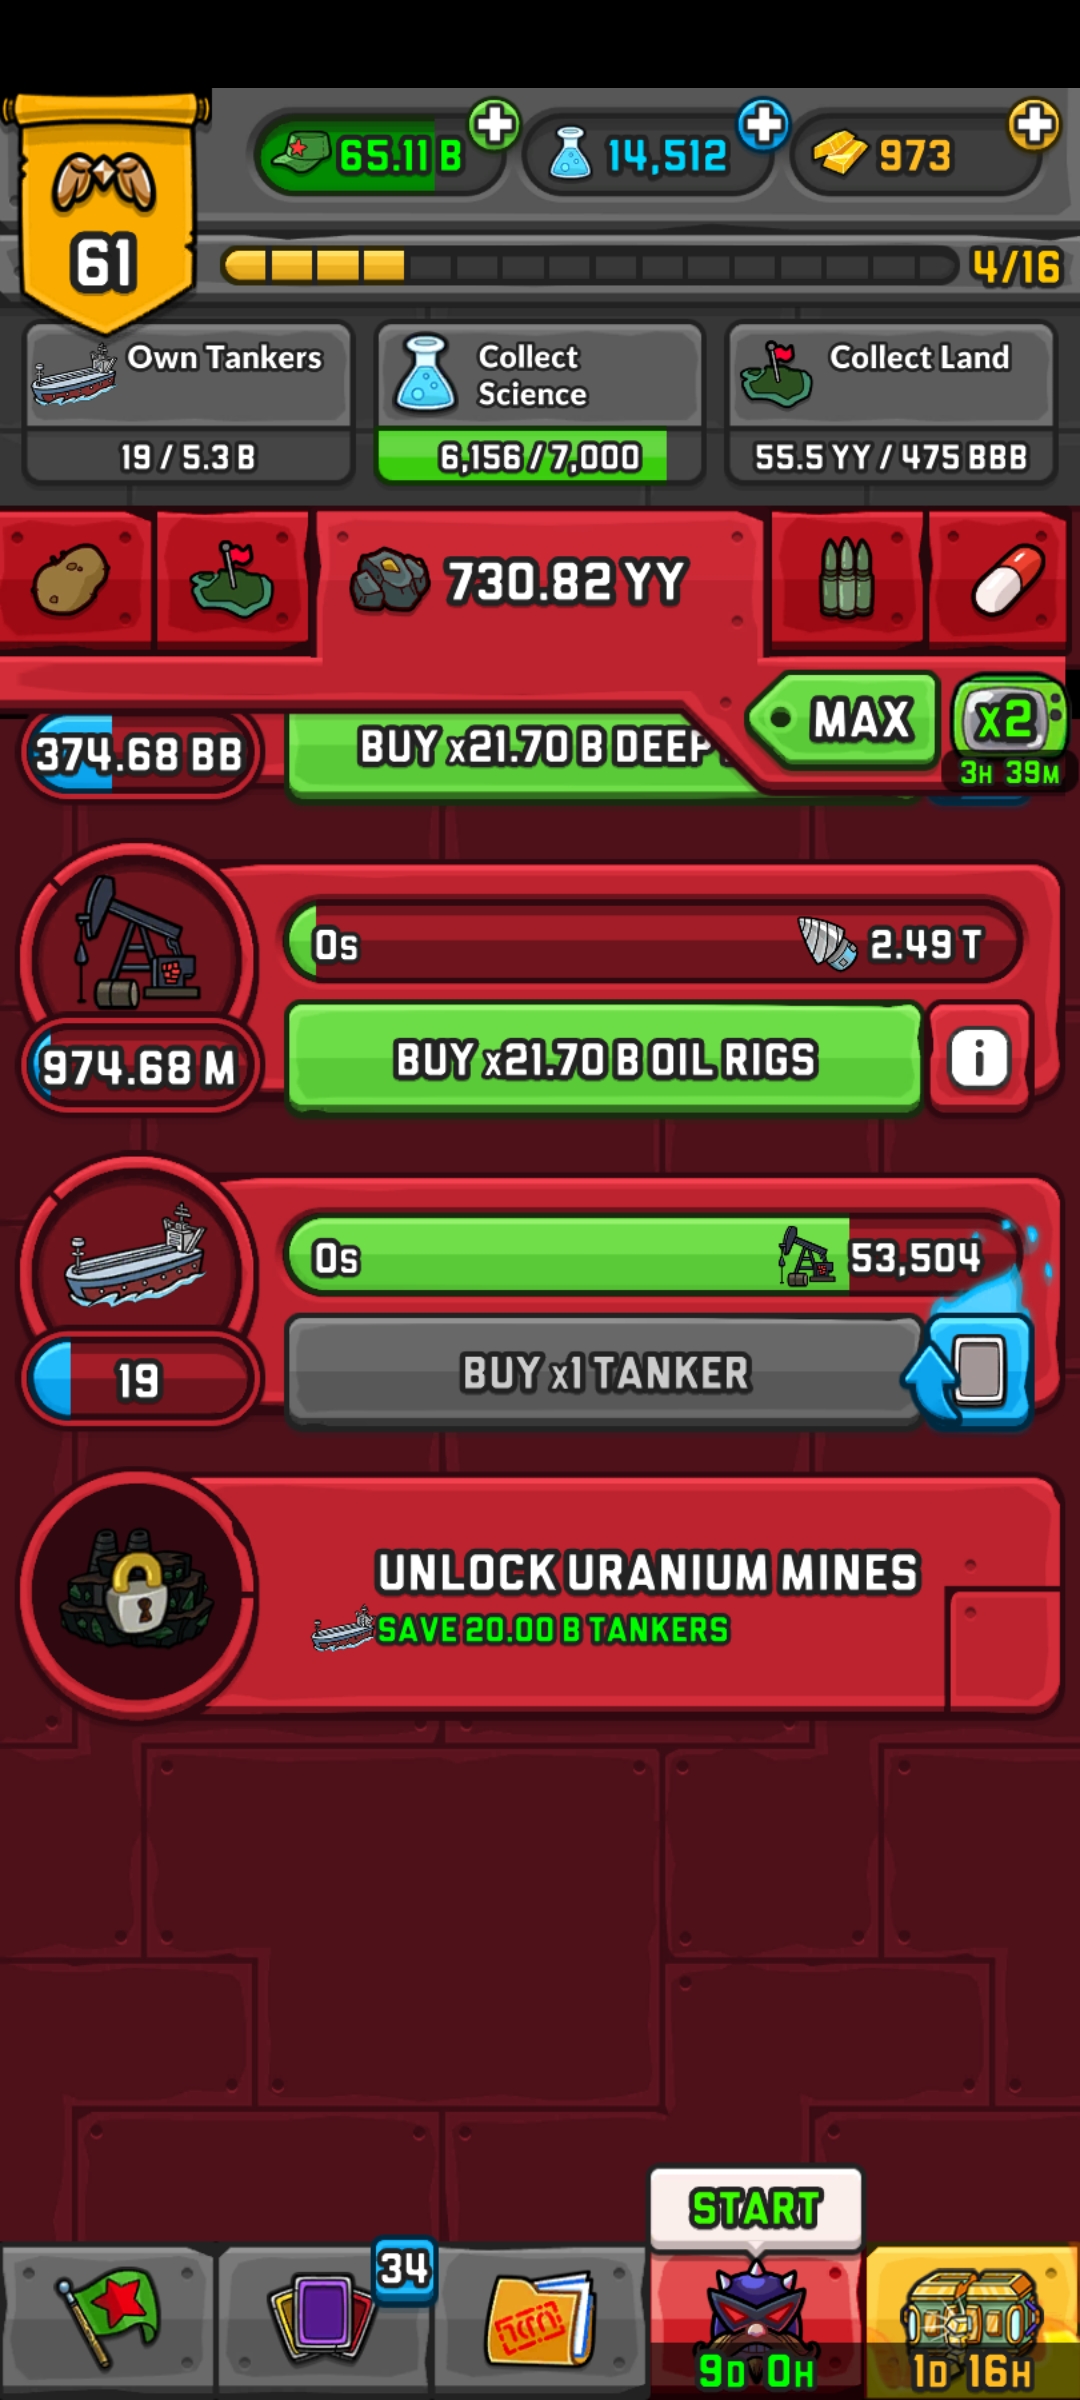 65.11 B
14,512
973
61
4/16
Own Tankers
Collect
Science
Collect Land
19 / 5.3 B
6,156 / 7,000
55.5 YY / 475 BBB
730.82 YY
MAX
x2
3H 39M
374.68 BB
BUY x21.70 B DEEP
0s
2.49 T
974.68 M
BUY x21.70 B OIL RIGS
i
0s
53,504
19
BUY x1 TANKER
UNLOCK URANIUM MINES
SAVE 20.00 B TANKERS
START
34
9D 0H
1D 16H